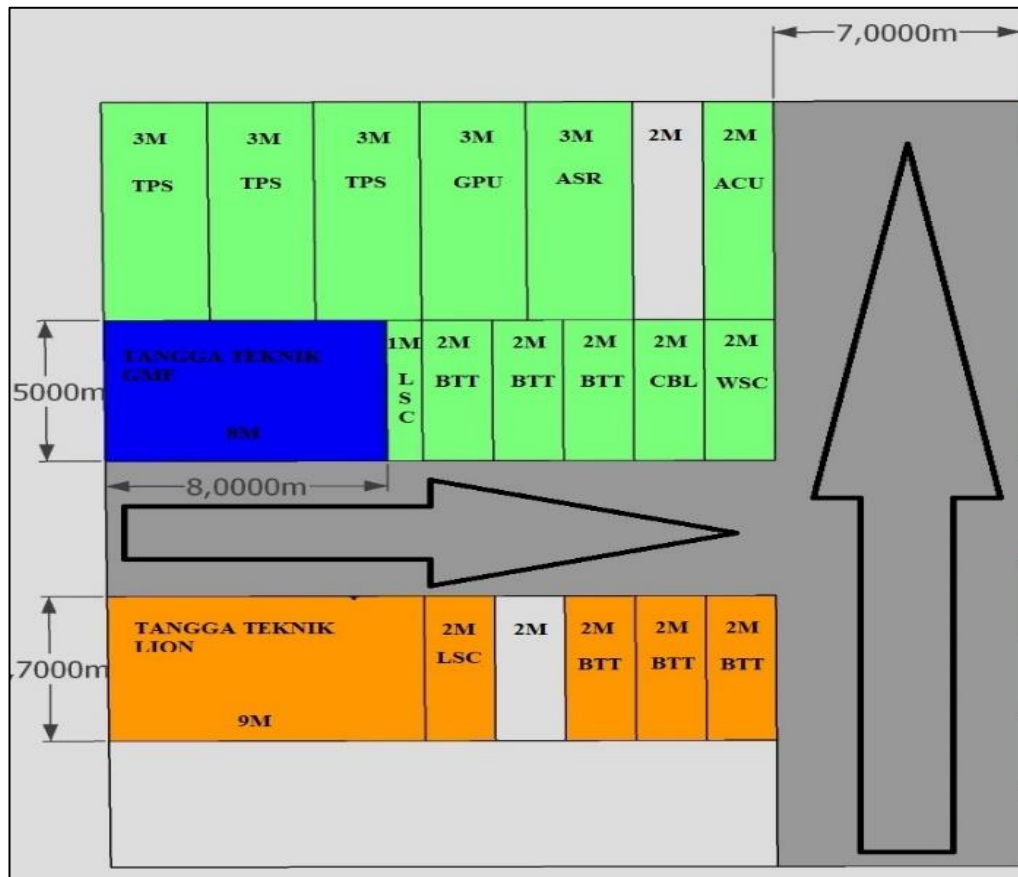 7,0000m
3M 3M 3M 3M 3M 2M 2M
TPS TPS TPS GPU ASR ACU
TANGGA TEKNIK
GMF
8M
1M
L
S
C
2M 2M 2M 2M 2M
BTT BTT BTT CBL WSC
5000m
8,0000m
TANGGA TEKNIK
LION
9M
2M 2M 2M 2M 2M
LSC BTT BTT BTT
,7000m